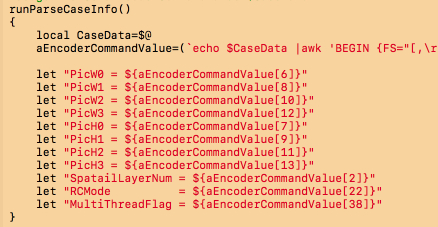 runParseCaseInfo()
{
local CaseData=$@
aEncoderCommandValue=(`echo $CaseData |awk 'BEGIN {FS="[,\r
let "PicW0 = ${aEncoderCommandValue[6]}"
let "PicW1 = ${aEncoderCommandValue[8]}"
let "PicW2 = ${aEncoderCommandValue[10]}"
let "PicW3 = ${aEncoderCommandValue[12]}"
let "PicH0 = ${aEncoderCommandValue[7]}"
let "PicH1 = ${aEncoderCommandValue[9]}"
let "PicH2 = ${aEncoderCommandValue[11]}"
let "PicH3 = ${aEncoderCommandValue[13]}"
let "SpatailLayerNum = ${aEncoderCommandValue[2]}"
let "RCMode          = ${aEncoderCommandValue[22]}"
let "MultiThreadFlag = ${aEncoderCommandValue[38]}"
}